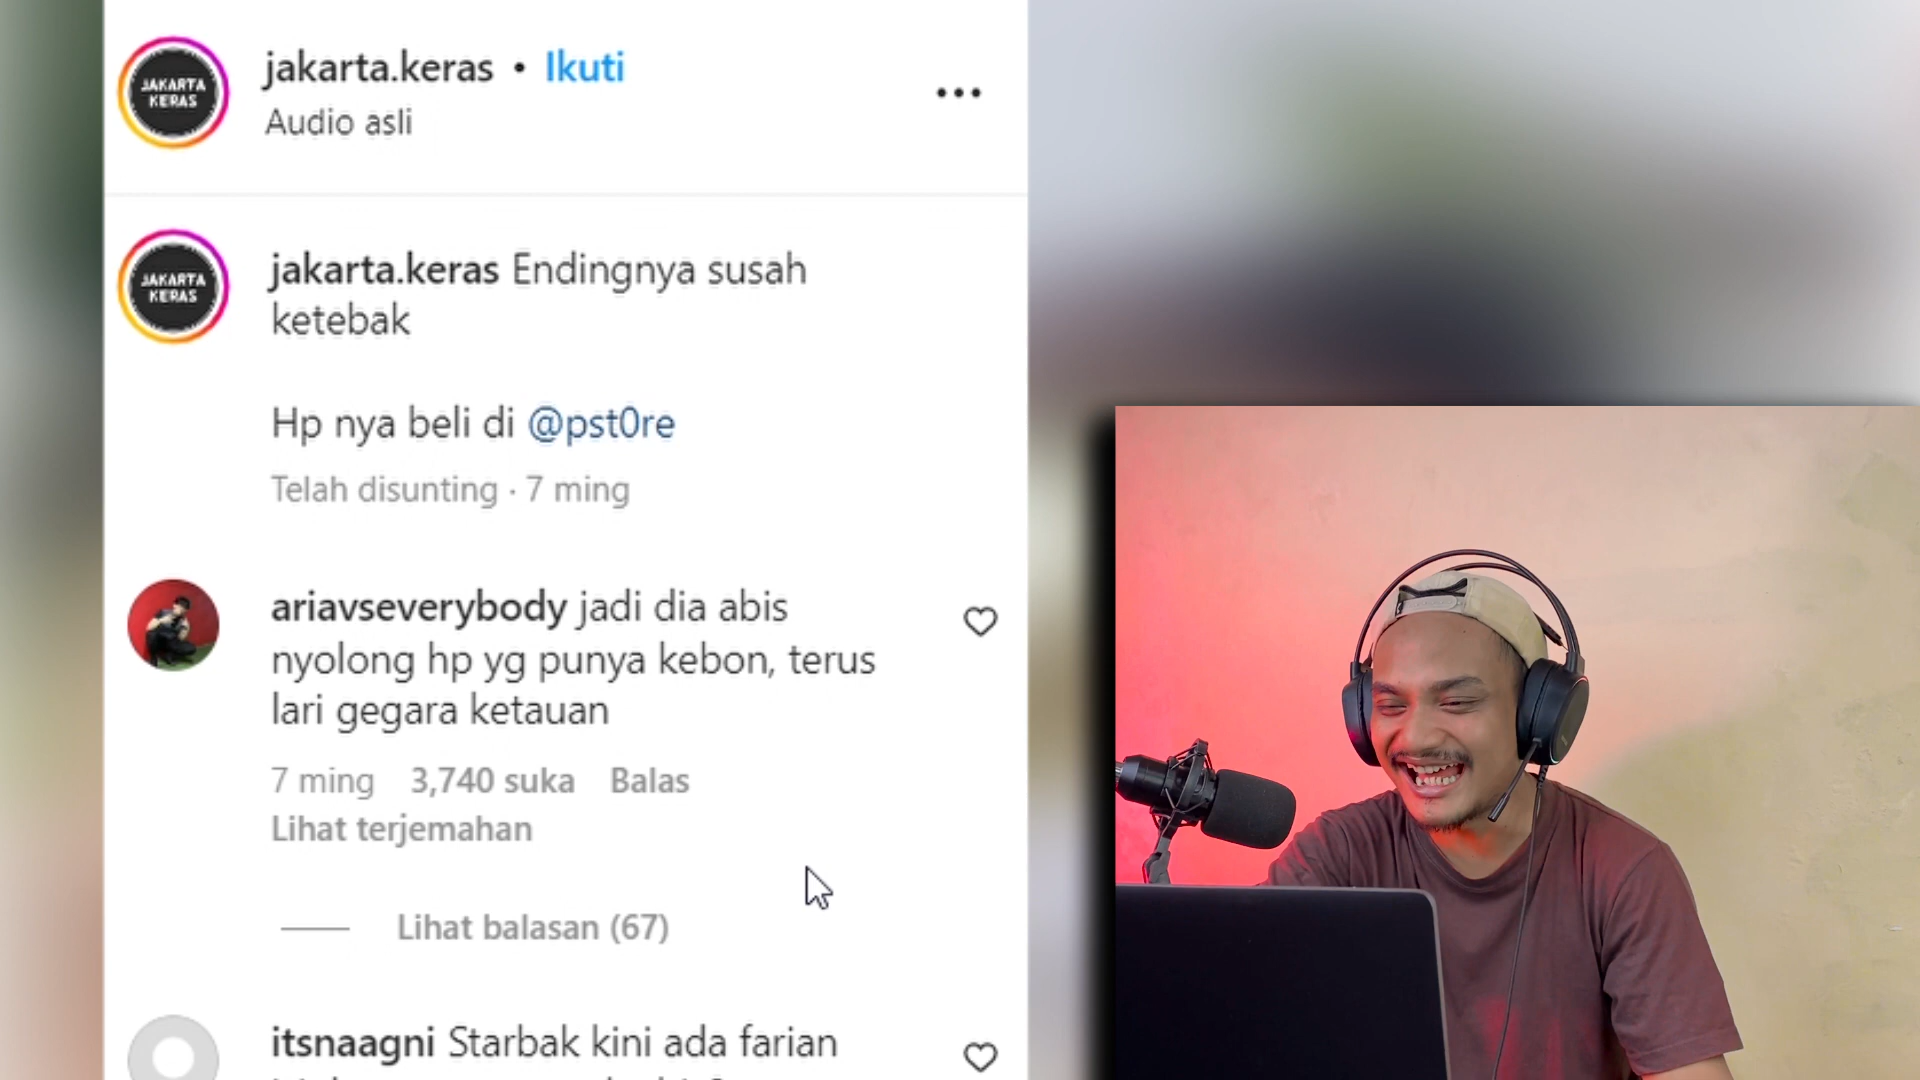 JAKARTA
KERAS
jakarta.keras • Ikuti
Audio asli
JAKARTA
KERAS
jakarta.keras Endingnya susah
ketebak
Hp nya beli di @pst0re
Telah disunting · 7 ming
ariavseverybody jadi dia abis
nyolong hp yg punya kebon, terus
lari gegara ketauan
7 ming 3,740 suka Balas
Lihat terjemahan
Lihat balasan (67)
itsnaagni Starbak kini ada farian